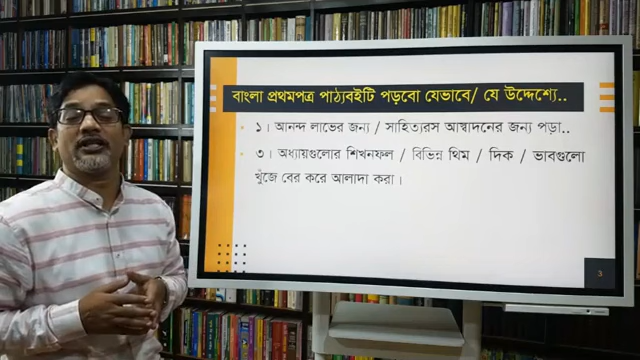 বাংলা প্রথমপত্র পাঠ্যবইটি পড়বো যেভাবে/ যে উদ্দেশ্যে..
১। আনন্দ লাভের জন্য / সাহিত্যরস আস্বাদনের জন্য পড়া..
৩। অধ্যায়গুলোর শিখনফল / বিভিন্ন থিম / দিক / ভাবগুলো
খুঁজে বের করে আলাদা করা।
3